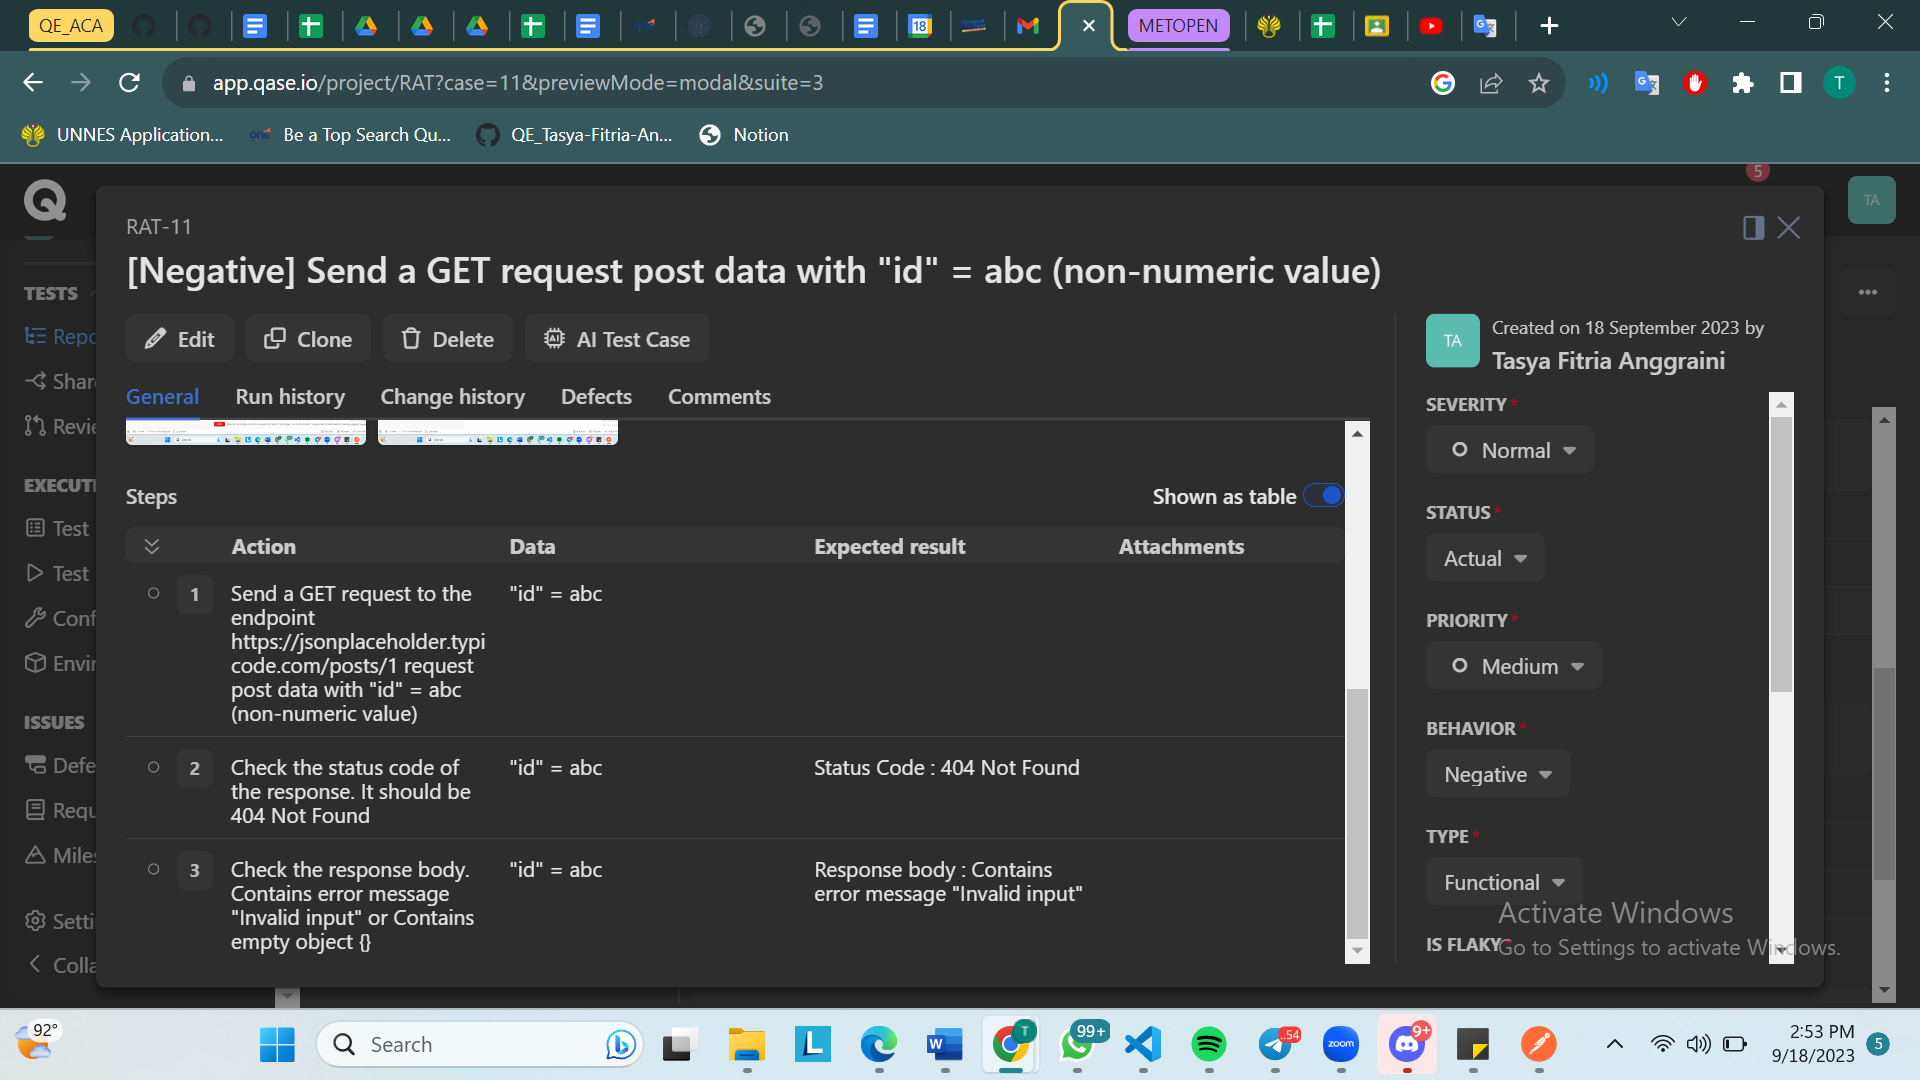 QE_ACA
METOPEN
app.qase.io/project/RAT?case=11&previewMode=modal&suite=3
T
UNNES Application...
Be a Top Search Qu...
QE_Tasya-Fitria-An...
Notion
5
TA
RAT-11
[Negative] Send a GET request post data with "id" = abc (non-numeric value)
Edit
Clone
Delete
AI Test Case
General
Run history
Change history
Defects
Comments
Steps
Shown as table
Action
Data
Expected result
Attachments
1
Send a GET request to the
endpoint
https://jsonplaceholder.typi
code.com/posts/1 request
post data with "id" = abc
(non-numeric value)
"id" = abc
2
Check the status code of
the response. It should be
404 Not Found
"id" = abc
Status Code : 404 Not Found
3
Check the response body.
Contains error message
"Invalid input" or Contains
empty object {}
"id" = abc
Response body : Contains
error message "Invalid input"
TA
Created on 18 September 2023 by
Tasya Fitria Anggraini
SEVERITY*
Normal
STATUS*
Actual
PRIORITY*
Medium
BEHAVIOR*
Negative
TYPE*
Functional
IS FLAKY*
Activate Windows
Go to Settings to activate Windows.
TESTS
Repo
Shar
Revie
EXECUTI
Test
Test
Conf
Envir
ISSUES
Defe
Requ
Miles
Setti
Colla
92°
Search
T
99+
54
zoom
9+
2:53 PM
9/18/2023
5